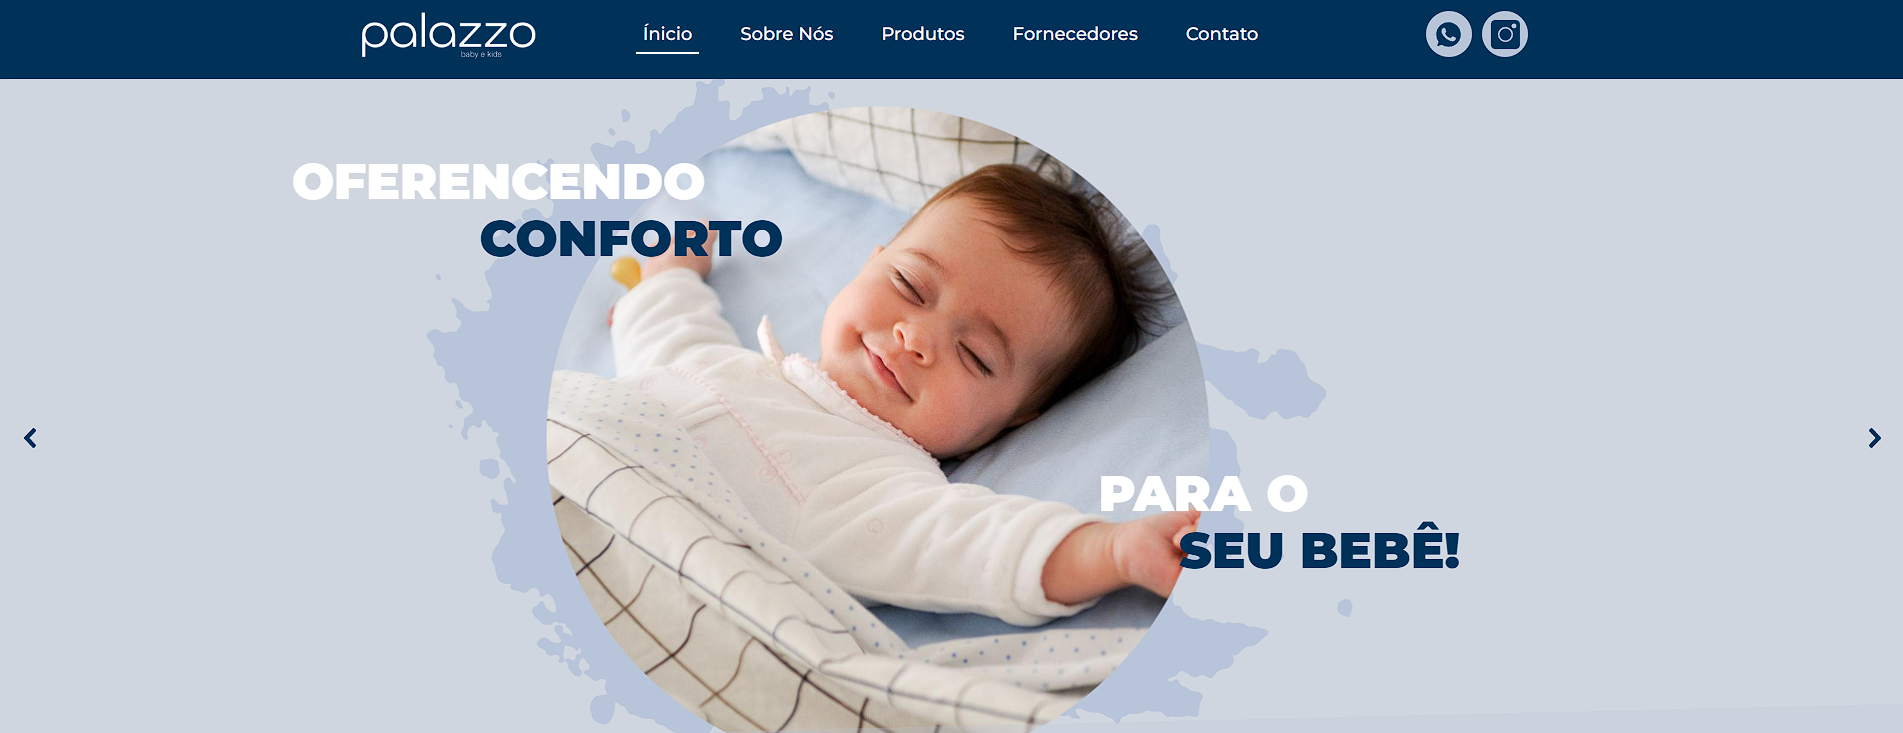 palazzo
baby e kids
Ínicio
Sobre Nós
Produtos
Fornecedores
Contato
OFERENCENDO
CONFORTO
PARA O
SEU BEBÊ!